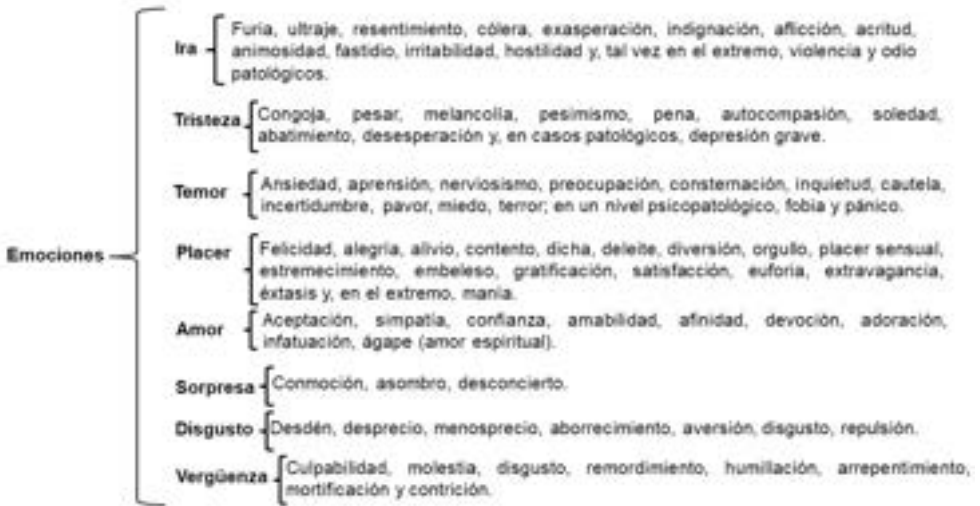 Ira
Furia, ultraje, resentimiento, cólera, exasperación, indignación, aflicción, acritud,
animosidad, fastidio, irritabilidad, hostilidad y, tal vez en el extremo, violencia y odio
patológicos.
Tristeza
Congoja, pesar, melancolía, pesimismo, pena, autocompasión, soledad,
abatimiento, desesperación y, en casos patológicos, depresión grave.
Temor
Ansiedad, aprensión, nerviosismo, preocupación, consternación, inquietud, cautela,
incertidumbre, pavor, miedo, terror; en un nivel psicopatológico, fobia y pánico.
Emociones
Placer
Felicidad, alegría, alivio, contento, dicha, deleite, diversión, orgullo, placer sensual,
estremecimiento, embeleso, gratificación, satisfacción, euforia, extravagancia,
éxtasis y, en el extremo, manía.
Amor
Aceptación, simpatía, confianza, amabilidad, afinidad, devoción, adoración,
infatuación, ágape (amor espiritual).
Sorpresa
Conmoción, asombro, desconcierto.
Disgusto
Desdén, desprecio, menosprecio, aborrecimiento, aversión, disgusto, repulsión.
Vergüenza
Culpabilidad, molestia, disgusto, remordimiento, humillación, arrepentimiento,
mortificación y contrición.